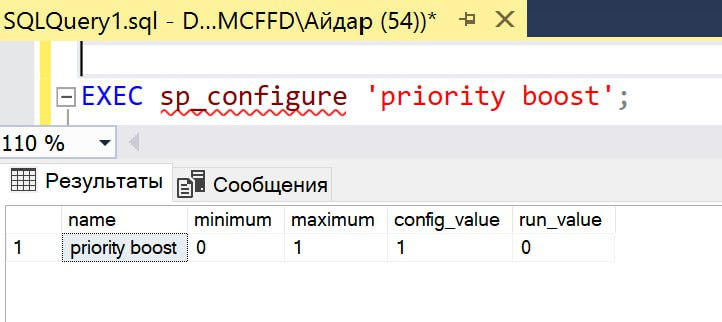 SQLQuery1.sql - D...MCFFD\Айдар (54))*
EXEC sp_configure 'priority boost';
110 %
Результаты Сообщения
name minimum maximum config_value run_value
1 priority boost 0 1 1 0